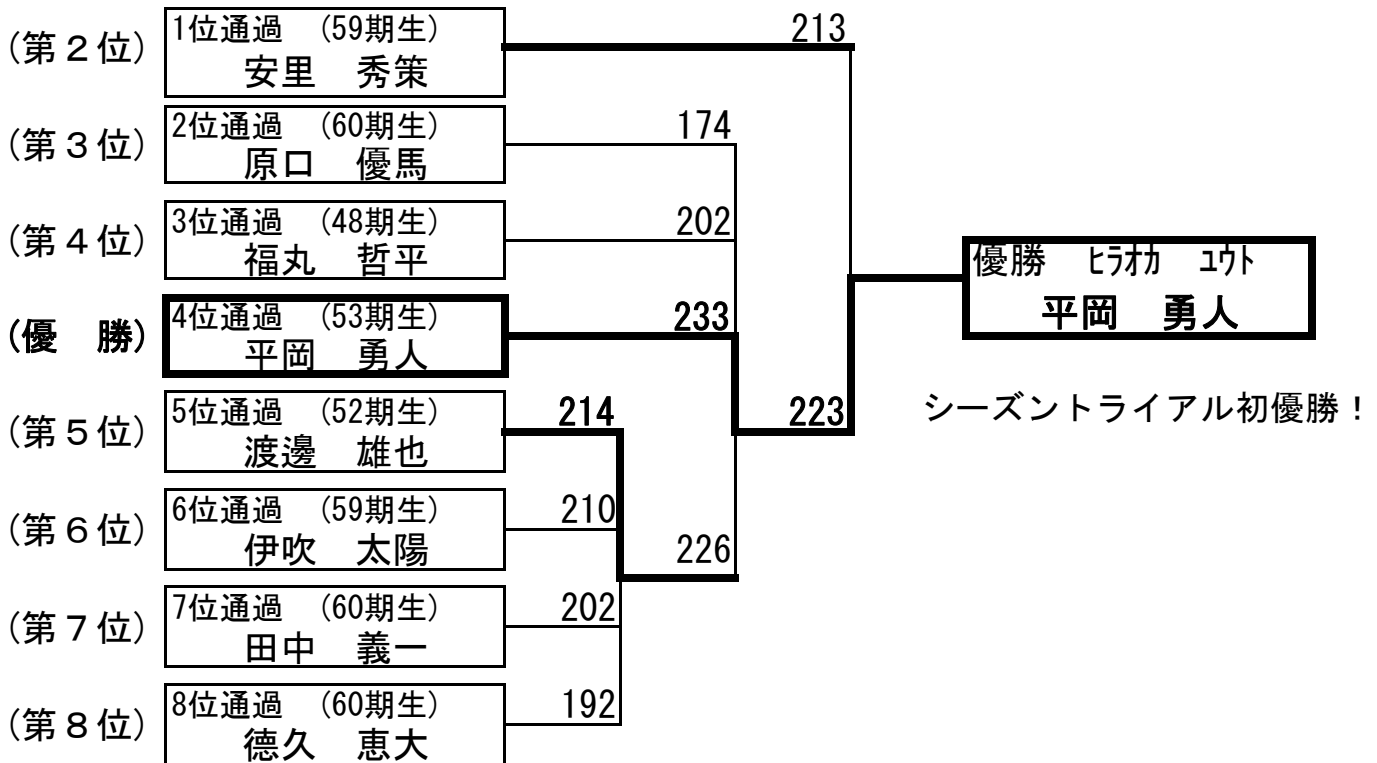 (第２位)
1位通過　(59期生)
安里　秀策
213
(第３位)
2位通過　(60期生)
原口　優馬
174
(第４位)
3位通過　(48期生)
福丸　哲平
202
(優　勝)
4位通過　(53期生)
平岡　勇人
233
優勝　ﾋﾗｵｶ　ﾕｳﾄ
平岡　勇人
(第５位)
5位通過　(52期生)
渡邊　雄也
214
223
シーズントライアル初優勝！
(第６位)
6位通過　(59期生)
伊吹　太陽
210
226
(第７位)
7位通過　(60期生)
田中　義一
202
(第８位)
8位通過　(60期生)
德久　恵大
192